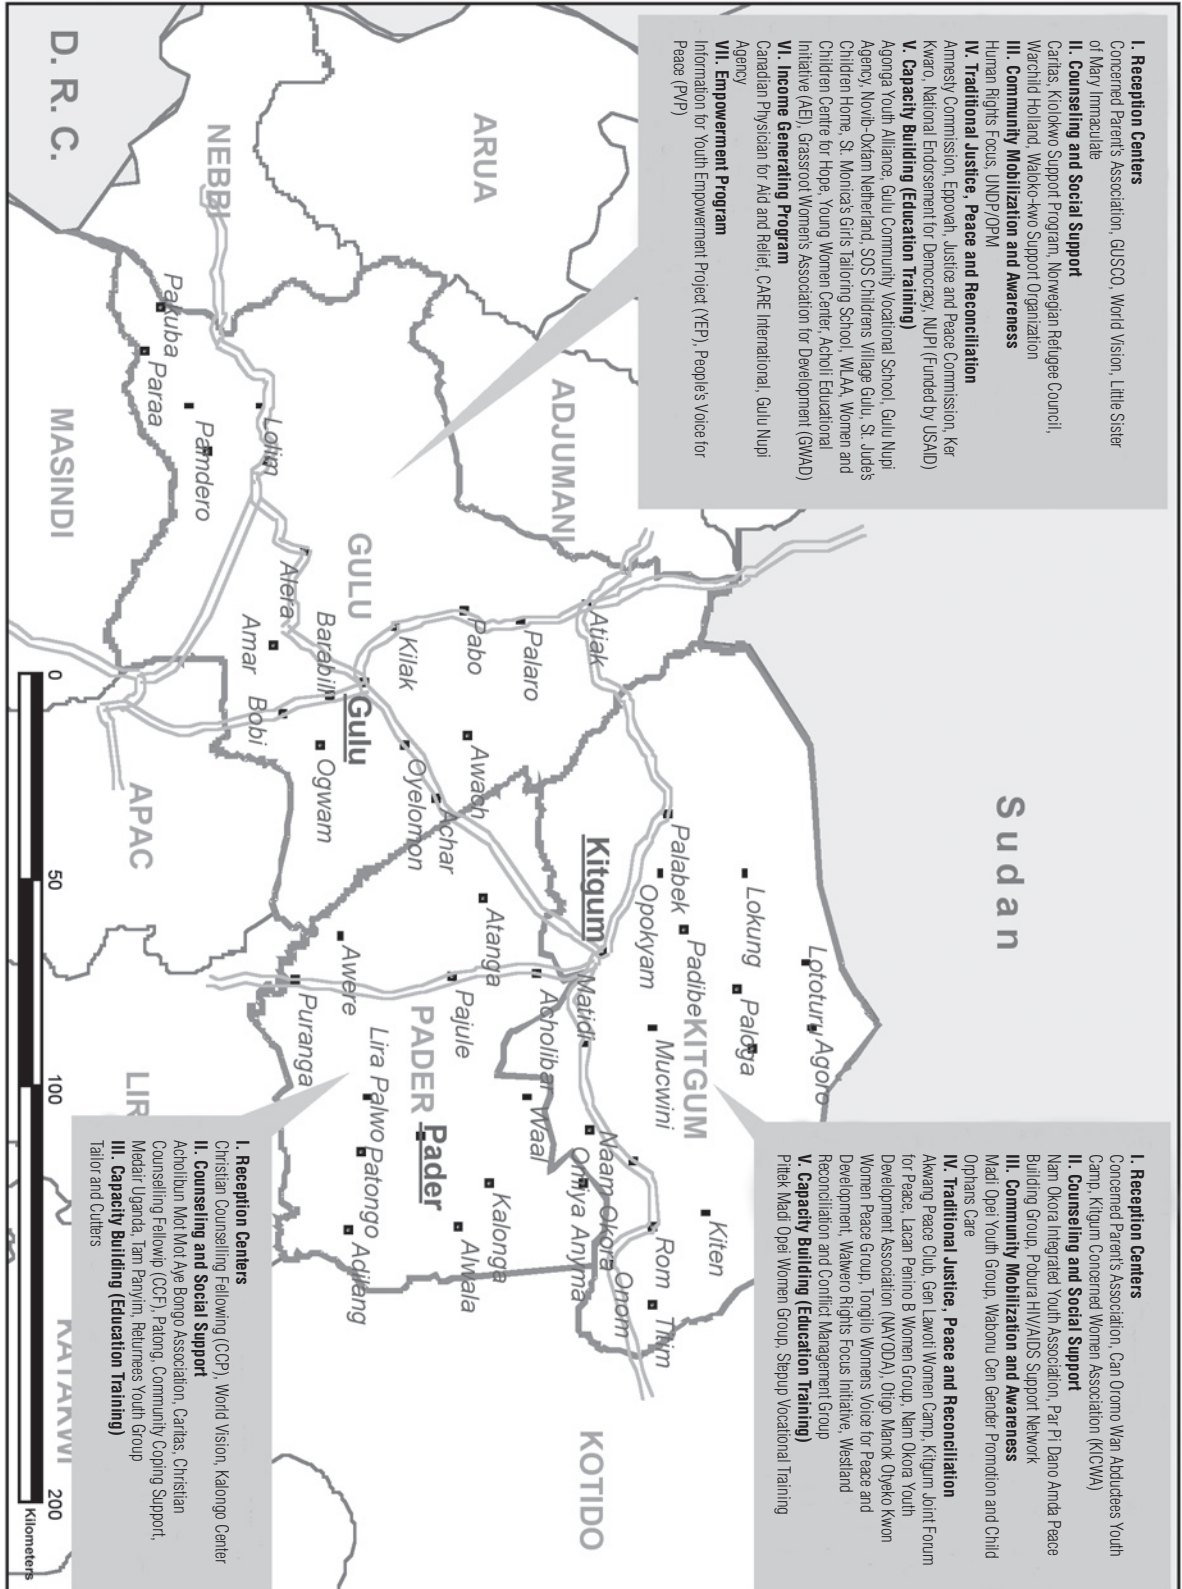 I. Reception Centers
Concerned Parent's Association, GUSCO, World Vision, Little Sister
of Mary Immaculate
II. Counseling and Social Support
Caritas, Kiolokwo Support Program, Norwegian Refugee Council,
Warchild Holland, Waloko-kwo Support Organization
III. Community Mobilization and Awareness
Human Rights Focus, UNDP/OPM
IV. Traditional Justice, Peace and Reconciliation
Amnesty Commission, Eppovah, Justice and Peace Commission, Ker
Kwaro, National Endorsement for Democracy, NUPI (Funded by USAID)
V. Capacity Building (Education Training)
Agonga Youth Alliance, Gulu Community Vocational School, Gulu Nupi
Agency, Novib-Oxfam Netherland, SOS Childrens Village Gulu, St. Jude's
Children Home, St. Monica's Girls Tailoring School, WLAA, Women and
Children Centre for Hope, Young Women Center, Acholi Educational
Initiative (AEI), Grassroot Women's Association for Development (GWAD)
VI. Income Generating Program
Canadian Physician for Aid and Relief, CARE International, Gulu Nupi
Agency
VII. Empowerment Program
Information for Youth Empowerment Project (YEP), People's Voice for
Peace (PVP)
I. Reception Centers
Concerned Parent's Association, Can Oromo Wan Abductees Youth
Camp, Kitgum Concerned Women Association (KICWA)
II. Counseling and Social Support
Nam Okora Integrated Youth Association, Par Pi Dano Amda Peace
Building Group, Pobura HIV/AIDS Support Network
III. Community Mobilization and Awareness
Madi Opei Youth Group, Wabonu Cen Gender Promotion and Child
Orphans Care
IV. Traditional Justice, Peace and Reconciliation
Akwang Peace Club, Gen Lawoti Women Camp, Kitgum Joint Forum
for Peace, Lacan Penino B Women Group, Nam Okora Youth
Development Association (NAYODA), Otigo Manok Otyeko Kwon
Women Peace Group, Tongilo Womens Voice for Peace and
Development, Watwero Rights Focus Initiative, Westland
Reconciliation and Conflict Management Group
V. Capacity Building (Education Training)
Pittek Madi Opei Women Group, Stepup Vocational Training
Sudan
ARUA
ADJUMANI
NEBBI
D. R. C.
GULU
MASINDI
APAC
KITGUM
PADER
KOTIDO
LIR
KATAKWI
Lototuru
Agoro
Lokung
Paloga
Palabek
Padibe
Opokyam
Mucwini
Kiten
Kitgum
Rom
Titim
Onom
Naam Okora
Omiya Anyma
Matidi
Acholibar
Waal
Atiak
Palaro
Pabo
Kilak
Awach
Oyelomon
Achar
Atanga
Pajule
Kalonga
Alwala
Pader
Gulu
Barabili
Alera
Amar
Bobi
Ogwam
Awere
Puranga
Lira Palwo
Patongo
Adilang
Lolim
Pakuba
Paraa
Pamdero
I. Reception Centers
Christian Counselling Fellowing (CCP), World Vision, Kalongo Center
II. Counseling and Social Support
Acholibun Mot Mot Aye Bongo Association, Caritas, Christian
Counselling Fellowip (CCF), Patong, Community Coping Support,
Medair Uganda, Tam Panyim, Returnees Youth Group
III. Capacity Building (Education Training)
Tailor and Cutters
0 50 100 200
Kilometers